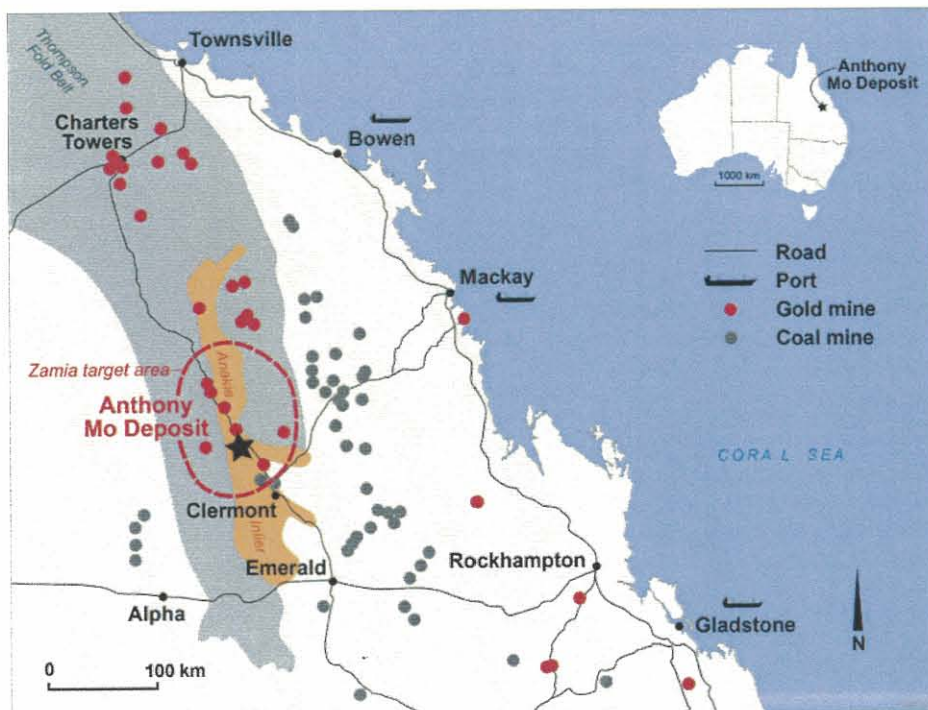 Thompson
Fold Belt
Townsville
Charters
Towers
Bowen
Anthony
Mo Deposit
1000 km
Road
Port
Gold mine
Coal mine
Mackay
Zamia target area
Anakie
Anthony
Mo Deposit
CORAL SEA
Clermont
Inlier
Emerald
Rockhampton
Alpha
Gladstone
N
0 100 km